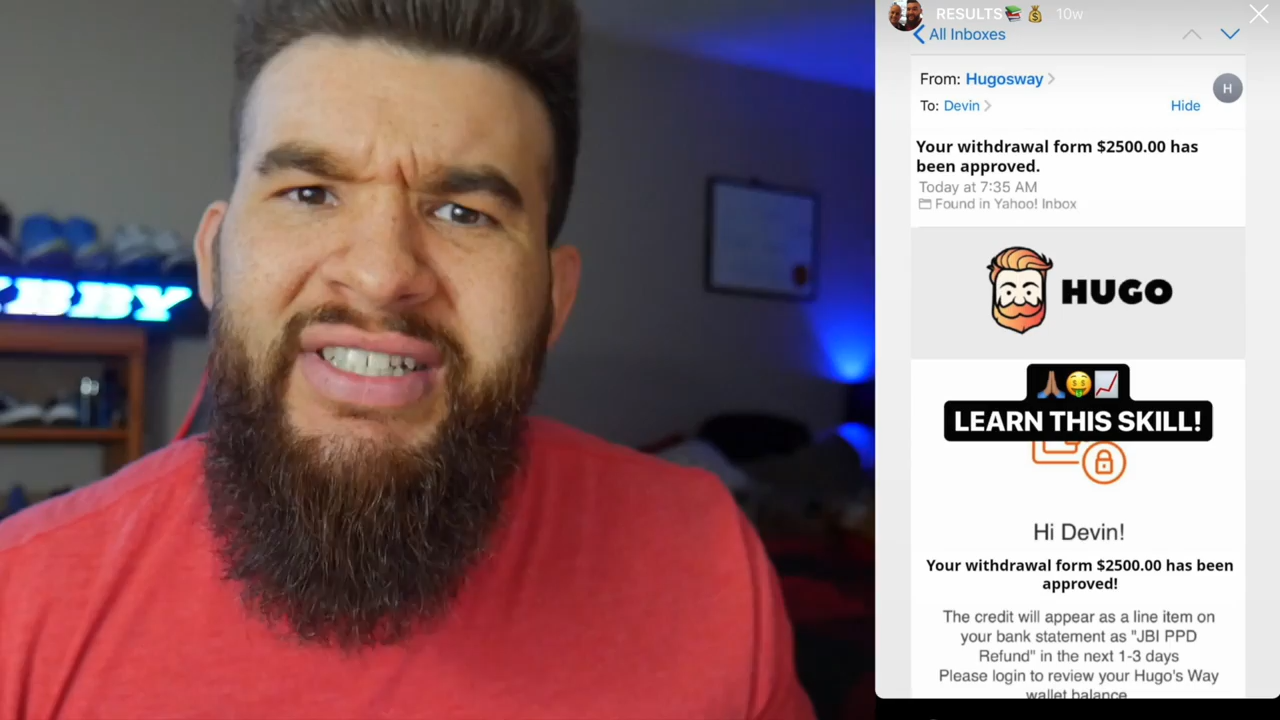 BBY
RESULTS📚 💰 10w
All Inboxes
From: Hugosway
H
To: Devin
Hide
Your withdrawal form $2500.00 has
been approved.
Today at 7:35 AM
Found in Yahoo! Inbox
HUGO
🙏🏽🤑📈
LEARN THIS SKILL!
Hi Devin!
Your withdrawal form $2500.00 has been
approved!
The credit will appear as a line item on
your bank statement as "JBI PPD
Refund" in the next 1-3 days
Please login to review your Hugo's Way
wallet balance